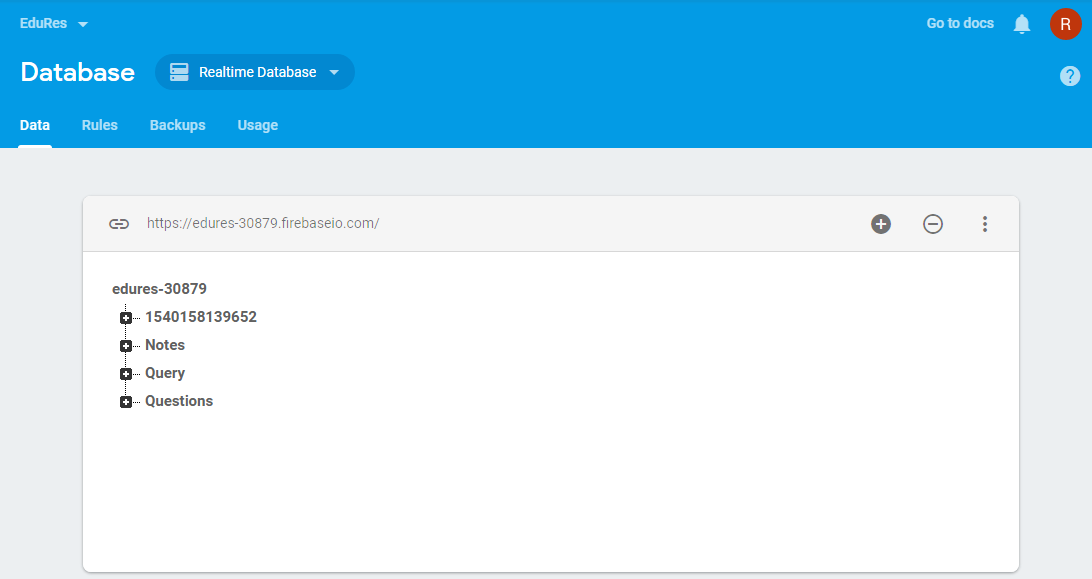 EduRes
Go to docs
R
Database
Realtime Database
?
Data
Rules
Backups
Usage
https://edures-30879.firebaseio.com/
edures-30879
1540158139652
Notes
Query
Questions